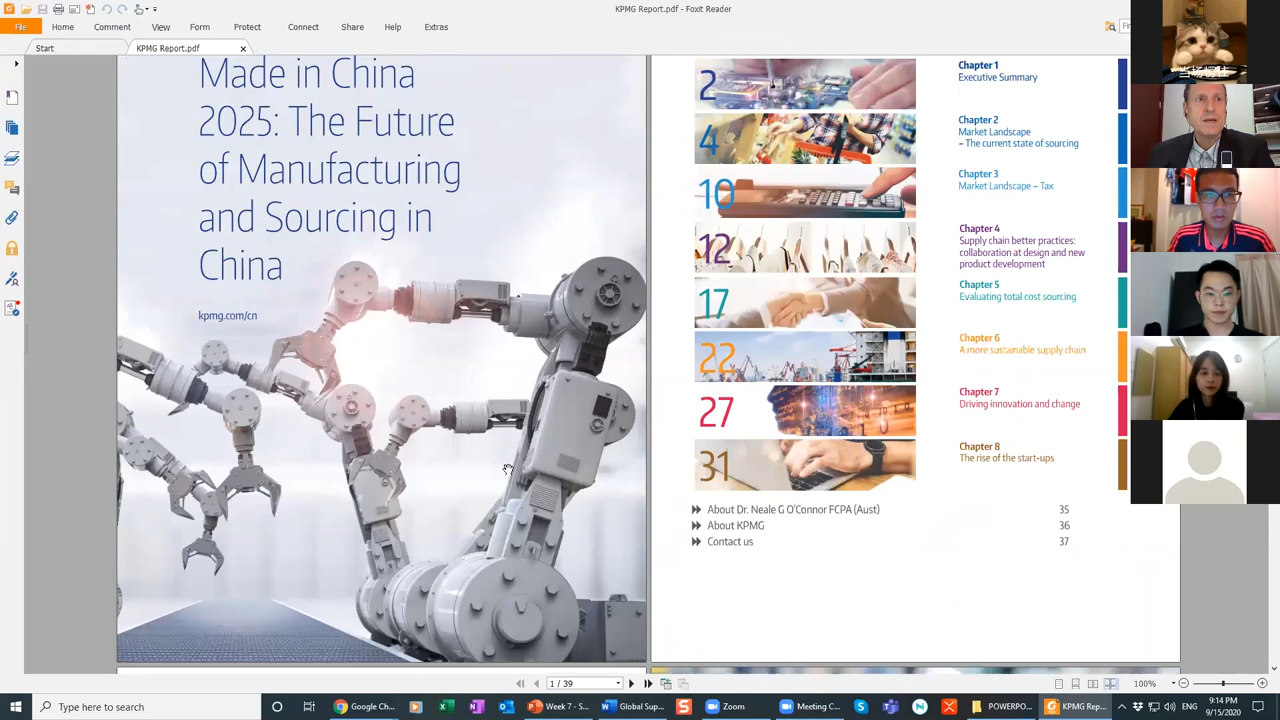 KPMG Report.pdf - Foxit Reader
File Home Comment View Form Protect Connect Share Help Extras
Start KPMG Report.pdf
Made in China
2025: The Future
of Manufacturing
and Sourcing in
China
kpmg.com/cn
2
Chapter 1
Executive Summary
4
Chapter 2
Market Landscape
– The current state of sourcing
10
Chapter 3
Market Landscape – Tax
12
Chapter 4
Supply chain better practices:
collaboration at design and new
product development
17
Chapter 5
Evaluating total cost sourcing
22
Chapter 6
A more sustainable supply chain
27
Chapter 7
Driving innovation and change
31
Chapter 8
The rise of the start-ups
About Dr. Neale G O'Connor FCPA (Aust) 35
About KPMG 36
Contact us 37
1 / 39
100%
Type here to search
Google Ch... Week 7 - S... Global Sup... Zoom Meeting C... POWERPO... KPMG Rep...
ENG
9:14 PM
9/15/2020